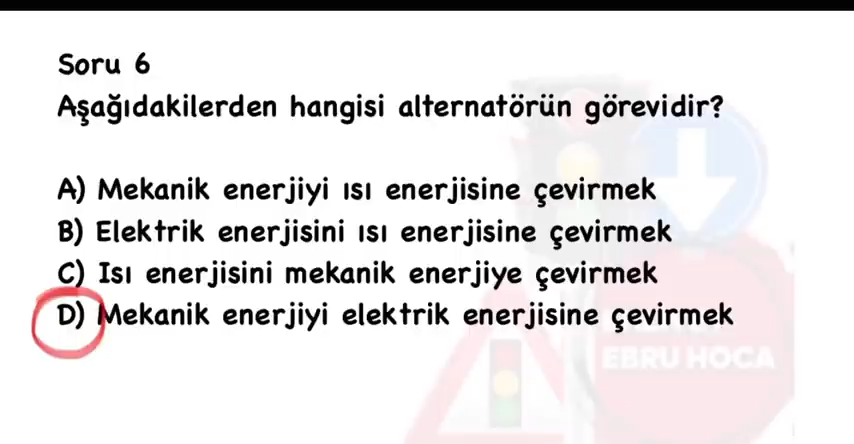 Soru 6
Aşağıdakilerden hangisi alternatörün görevidir?
A) Mekanik enerjiyi ısı enerjisine çevirmek
B) Elektrik enerjisini ısı enerjisine çevirmek
C) Isı enerjisini mekanik enerjiye çevirmek
D) Mekanik enerjiyi elektrik enerjisine çevirmek
EBRU HOCA